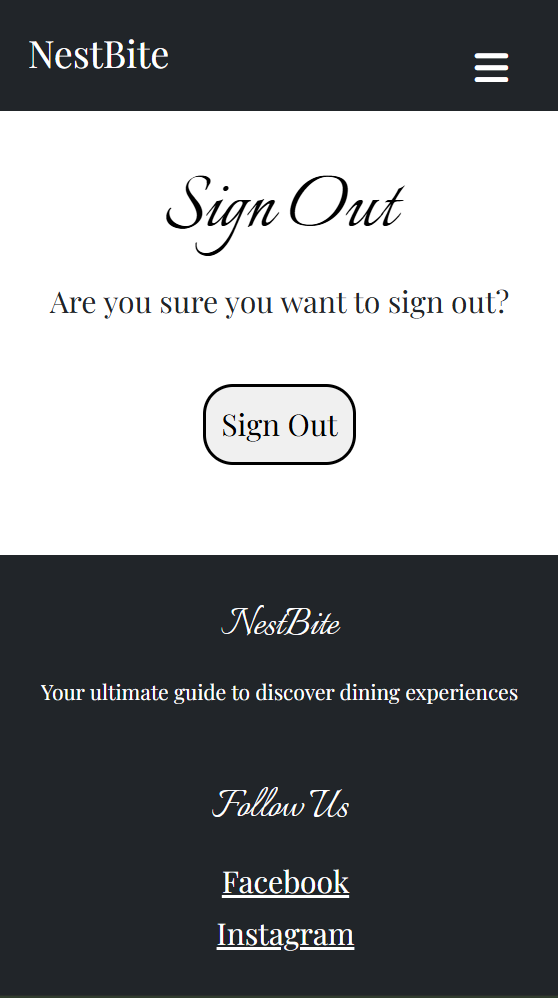 NestBite
Sign Out
Are you sure you want to sign out?
Sign Out
NestBite
Your ultimate guide to discover dining experiences
Follow Us
Facebook
Instagram